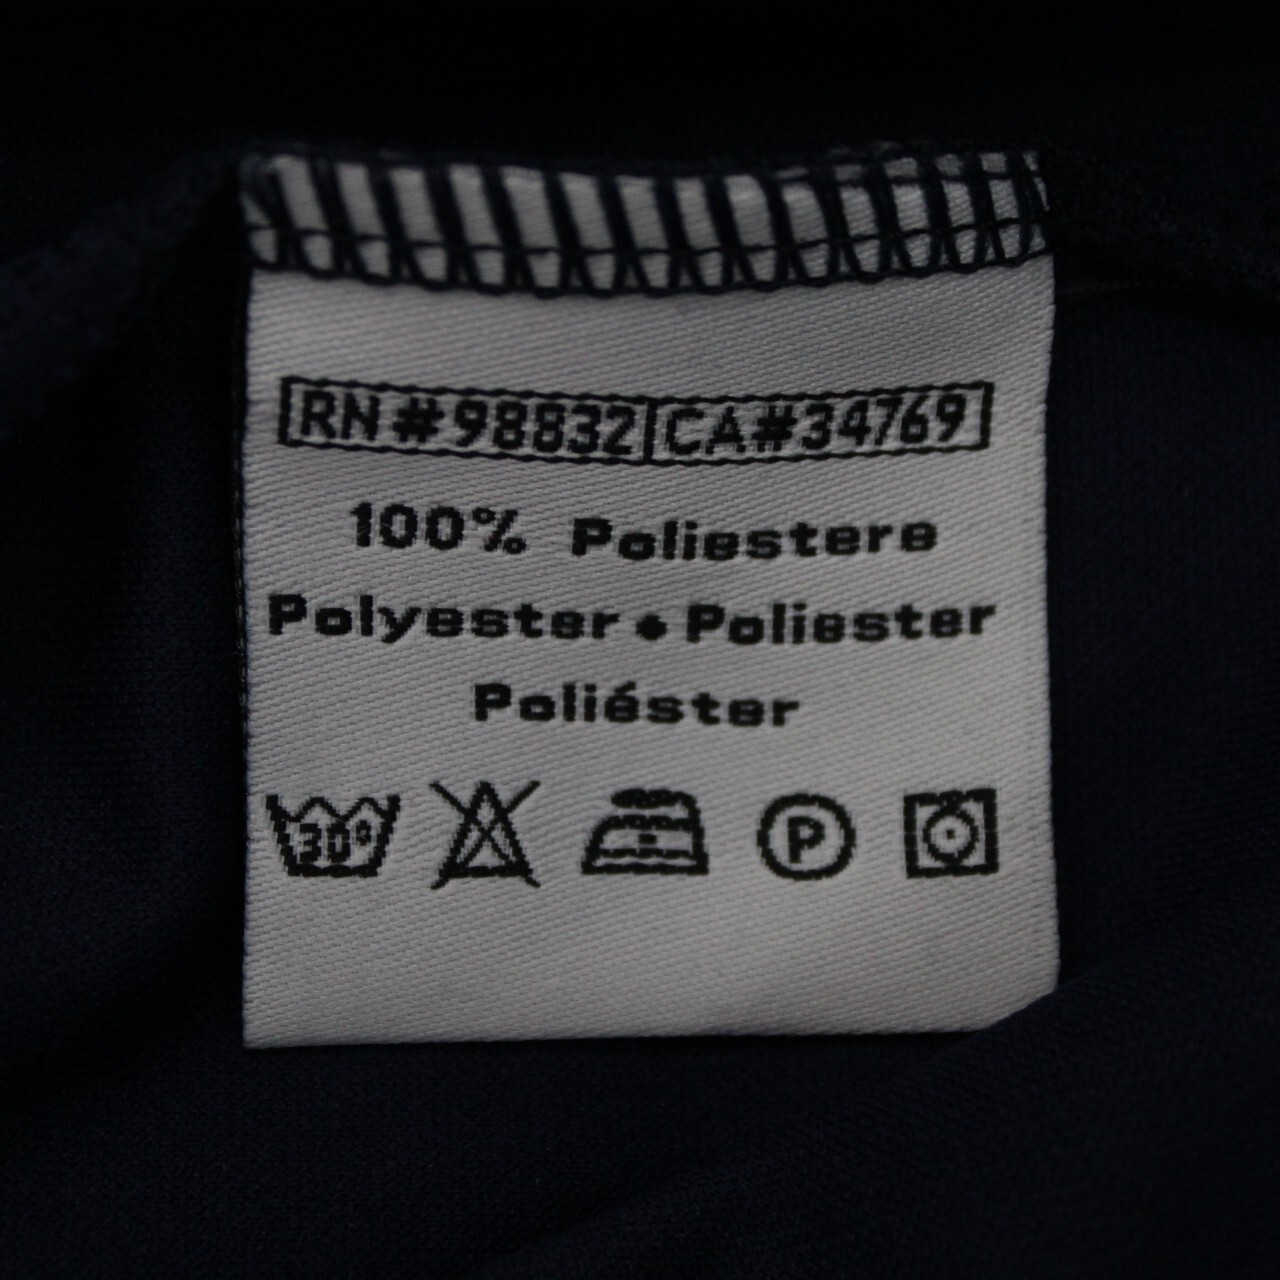 RN#98832 CA#34769
100% Poliestere
Polyester • Poliester
Poliéster
30°
P